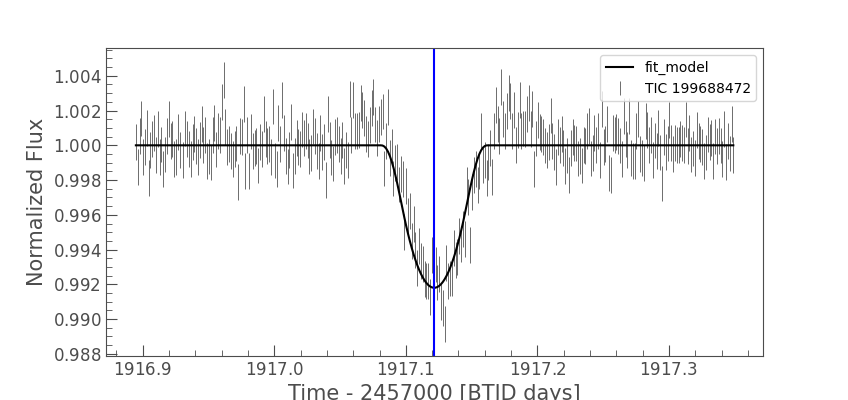 fit_model
TIC 199688472
Normalized Flux
1.004
1.002
1.000
0.998
0.996
0.994
0.992
0.990
0.988
1916.9 1917.0 1917.1 1917.2 1917.3
Time - 2457000 [BTJD days]